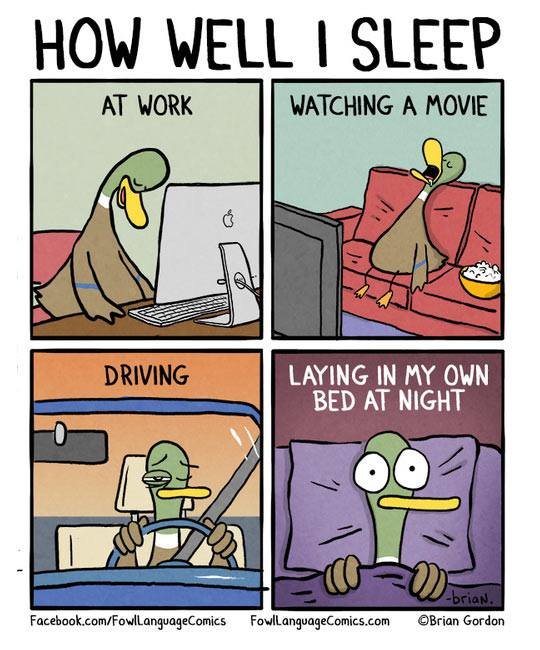 HOW WELL I SLEEP
AT WORK
WATCHING A MOVIE
DRIVING
LAYING IN MY OWN
BED AT NIGHT
-briaN.
Facebook.com/FowlLanguageComics FowlLanguageComics.com ©Brian Gordon